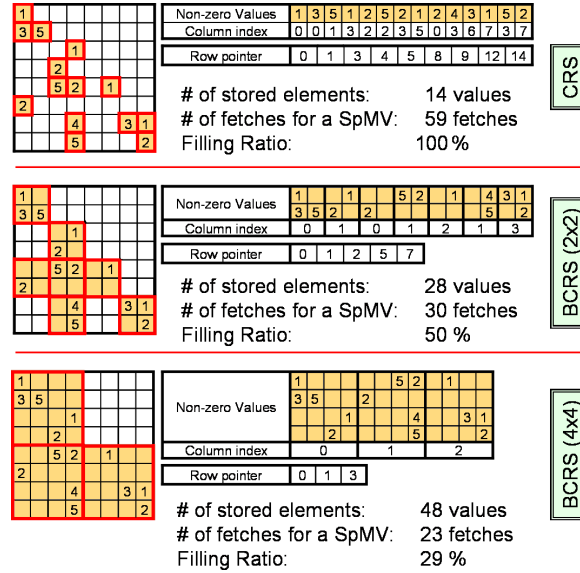 1
3 5
1
2
5 2 1
2
4 3 1
5 2
Non-zero Values 1 3 5 1 2 5 2 1 2 4 3 1 5 2
Column index 0 0 1 3 2 2 3 5 0 3 6 7 3 7
Row pointer 0 1 3 4 5 8 9 12 14
# of stored elements: 14 values
# of fetches for a SpMV: 59 fetches
Filling Ratio: 100 %
CRS
1
3 5
1
2
5 2 1
2
4 3 1
5 2
Non-zero Values
1 1 5 2 1 4 3 1
3 5 2 2 5 2
Column index 0 1 0 1 2 1 3
Row pointer 0 1 2 5 7
# of stored elements: 28 values
# of fetches for a SpMV: 30 fetches
Filling Ratio: 50 %
BCRS (2x2)
1
3 5
1
2
5 2 1
2
4 3 1
5 2
Non-zero Values
1 5 2 1
3 5 2
1 4 3 1
2 5 2
Column index 0 1 2
Row pointer 0 1 3
# of stored elements: 48 values
# of fetches for a SpMV: 23 fetches
Filling Ratio: 29 %
BCRS (4x4)